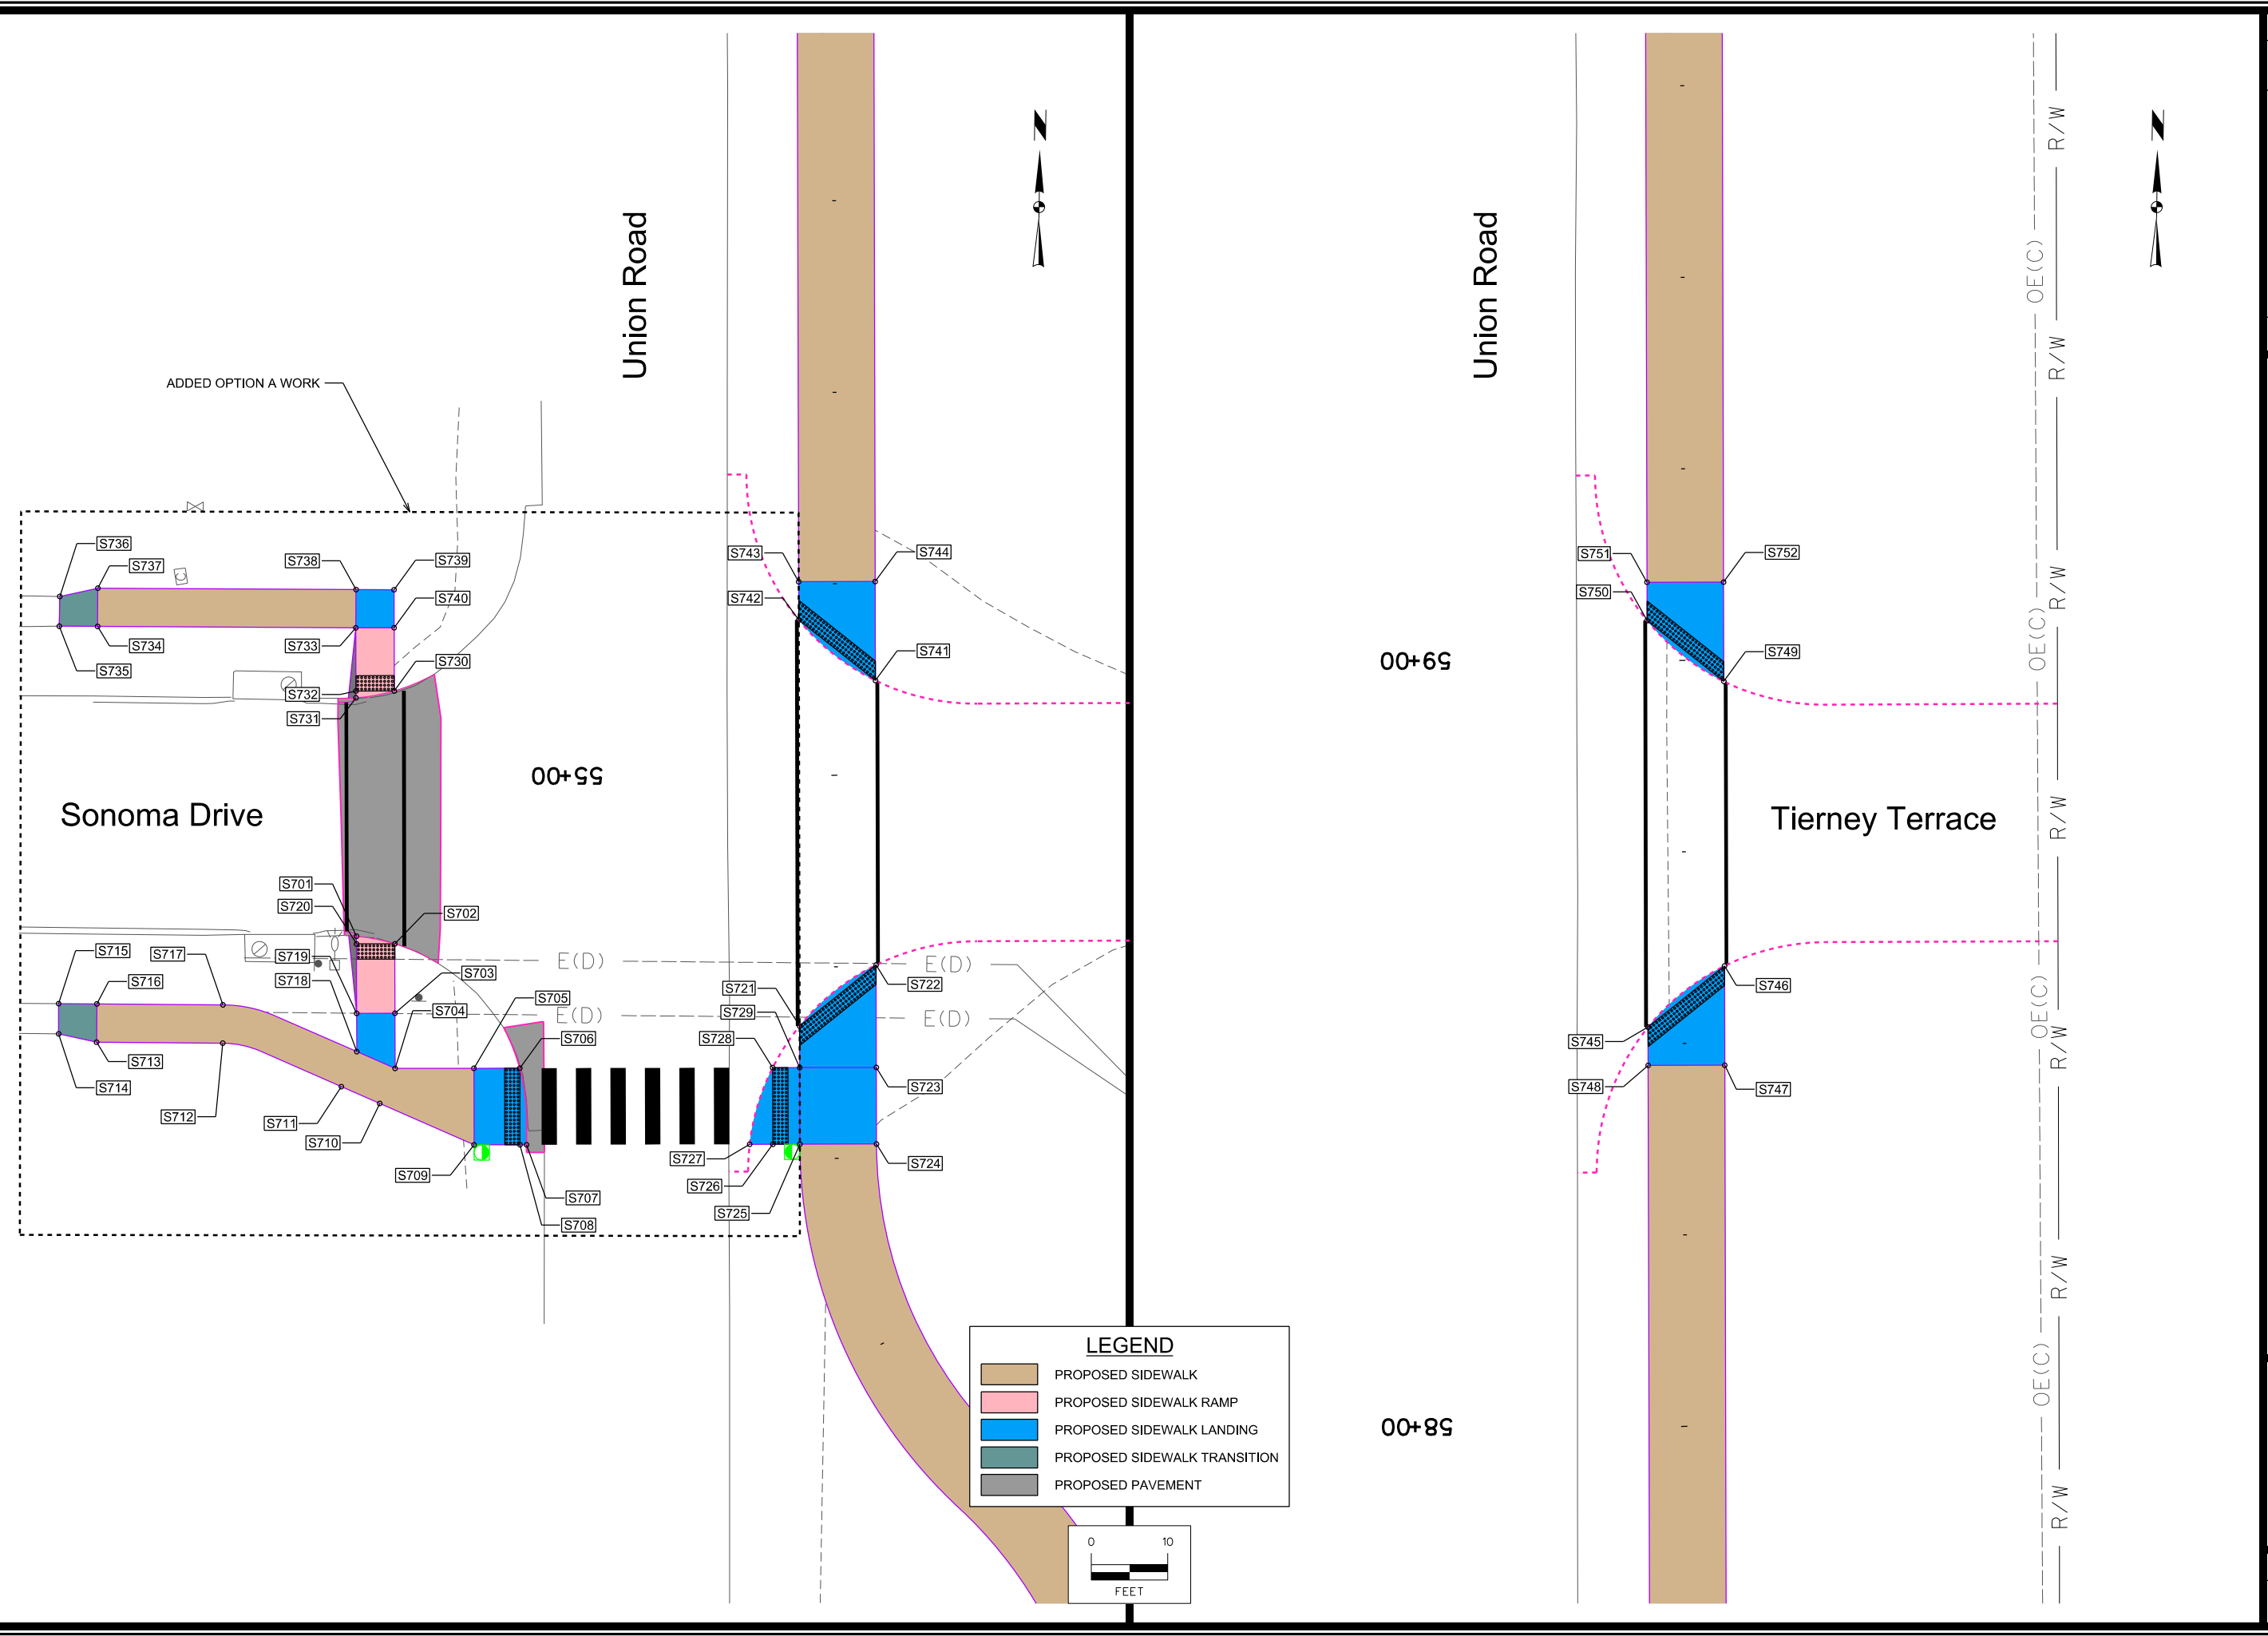 Union Road
N
ADDED OPTION A WORK
S736
S737
S738
S739
S740
S733
S734
S735
S730
S732
S731
S743
S744
S742
S741
55+00
Sonoma Drive
S701
S720
S702
S715
S717
S719
S716
S718
S703
S704
S705
S706
S713
S714
S712
S711
S710
S709
S707
S708
E(D)
E(D)
E(D)
E(D)
S721
S722
S729
S728
S723
S727
S724
S726
S725
LEGEND
PROPOSED SIDEWALK
PROPOSED SIDEWALK RAMP
PROPOSED SIDEWALK LANDING
PROPOSED SIDEWALK TRANSITION
PROPOSED PAVEMENT
0 10
FEET
Union Road
N
S751
S752
S750
S749
59+00
Tierney Terrace
S746
S745
S748
S747
58+00
OE(C)
OE(C)
OE(C)
OE(C)
R/W
R/W
R/W
R/W
R/W
R/W
R/W